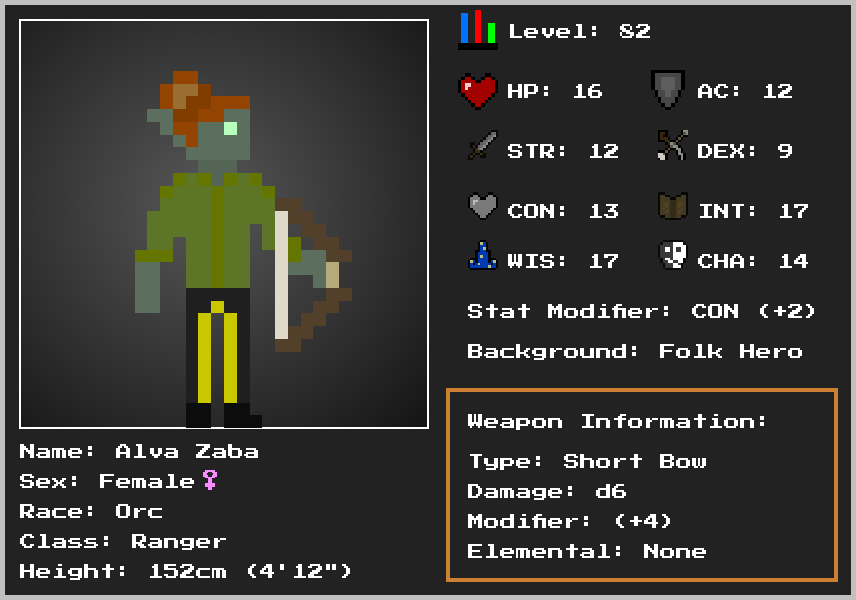 Level: 82
HP: 16 AC: 12
STR: 12 DEX: 9
CON: 13 INT: 17
WIS: 17 CHA: 14
Stat Modifier: CON (+2)
Background: Folk Hero
Weapon Information:
Type: Short Bow
Damage: d6
Modifier: (+4)
Elemental: None
Name: Alva Zaba
Sex: Female♀
Race: Orc
Class: Ranger
Height: 152cm (4'12")